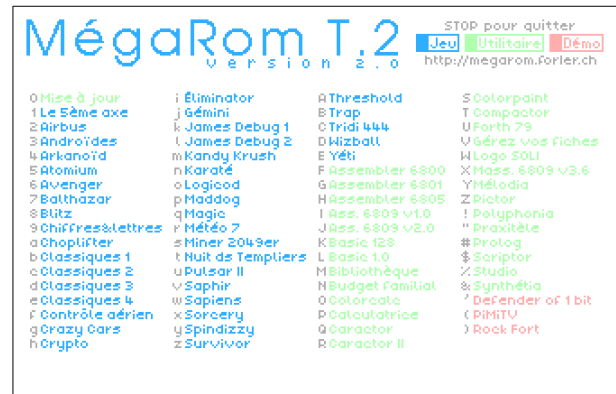 MégaRom T.2
version 2.0
STOP pour quitter
Jeu Utilitaire Démo
http://megarom.forler.ch
0 Mise à jour
1 Le 5ème axe
2 Airbus
3 Androïdes
4 Arkanoïd
5 Atomium
6 Avenger
7 Balthazar
8 Blitz
9 Chiffres&lettres
a Choplifter
b Classiques 1
c Classiques 2
d Classiques 3
e Classiques 4
f Contrôle aérien
g Crazy Cars
h Crypto
i Éliminator
j Gémini
k James Debug 1
l James Debug 2
m Kandy Krush
n Karaté
o Logicod
p Maddog
q Magic
r Météo 7
s Miner 2049er
t Nuit ds Templiers
u Pulsar II
v Saphir
w Sapiens
x Sorcery
y Spindizzy
z Survivor
A Threshold
B Trap
C Tridi 444
D Wizball
E Yéti
F Assembler 6800
G Assembler 6801
H Assembler 6805
I Ass. 6809 v1.0
J Ass. 6809 v2.0
K Basic 128
L Basic 1.0
M Bibliothèque
N Budget familial
O Colorcalc
P Calculatrice
Q Caractor
R Caractor II
S Colorpaint
T Compactor
U Forth 79
V Gérez vos fiches
W Logo SOLI
X Mass. 6809 v3.6
Y Mélodia
Z Pictor
! Polyphonia
" Praxitèle
# Prolog
$ Scriptor
% Studio
& Synthétia
' Defender of 1 bit
( PiMiTV
) Rock Fort